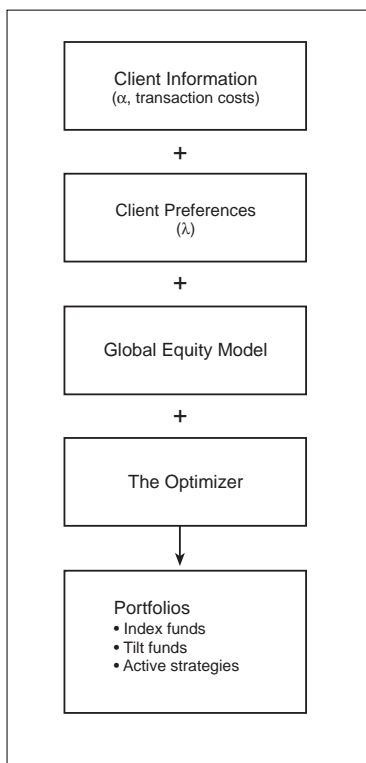 Client Information
(α, transaction costs)
+
Client Preferences
(λ)
+
Global Equity Model
+
The Optimizer
Portfolios
• Index funds
• Tilt funds
• Active strategies